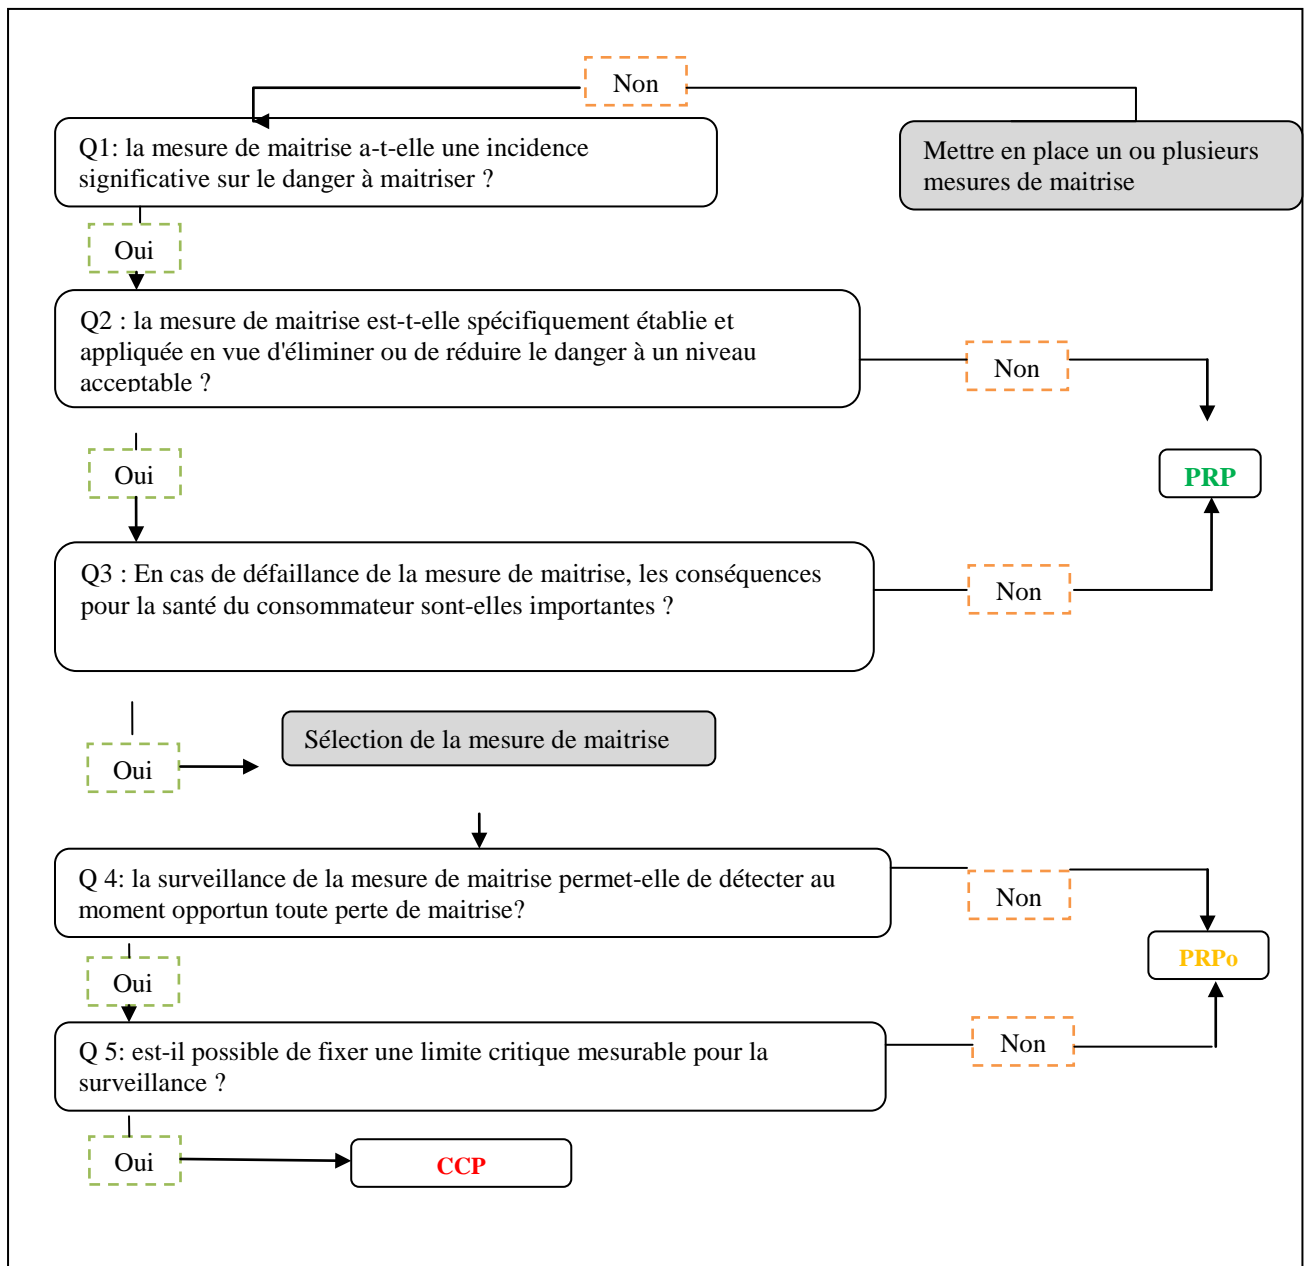 Non
Q1: la mesure de maitrise a-t-elle une incidence
significative sur le danger à maitriser ?
Mettre en place un ou plusieurs
mesures de maitrise
Oui
Q2 : la mesure de maitrise est-t-elle spécifiquement établie et
appliquée en vue d'éliminer ou de réduire le danger à un niveau
acceptable ?
Non
Oui
PRP
Q3 : En cas de défaillance de la mesure de maitrise, les conséquences
pour la santé du consommateur sont-elles importantes ?
Non
Sélection de la mesure de maitrise
Oui
Q 4: la surveillance de la mesure de maitrise permet-elle de détecter au
moment opportun toute perte de maitrise?
Non
PRPo
Oui
Q 5: est-il possible de fixer une limite critique mesurable pour la
surveillance ?
Non
Oui
CCP